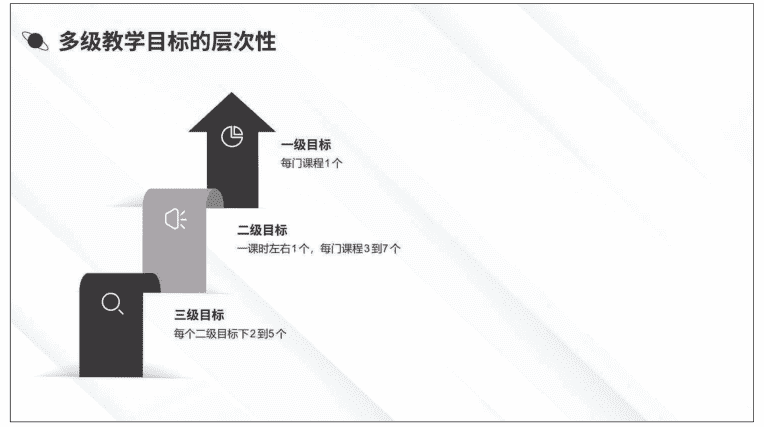 多级教学目标的层次性
一级目标
每门课程1个
二级目标
一课时左右1个，每门课程3到7个
三级目标
每个二级目标下2到5个